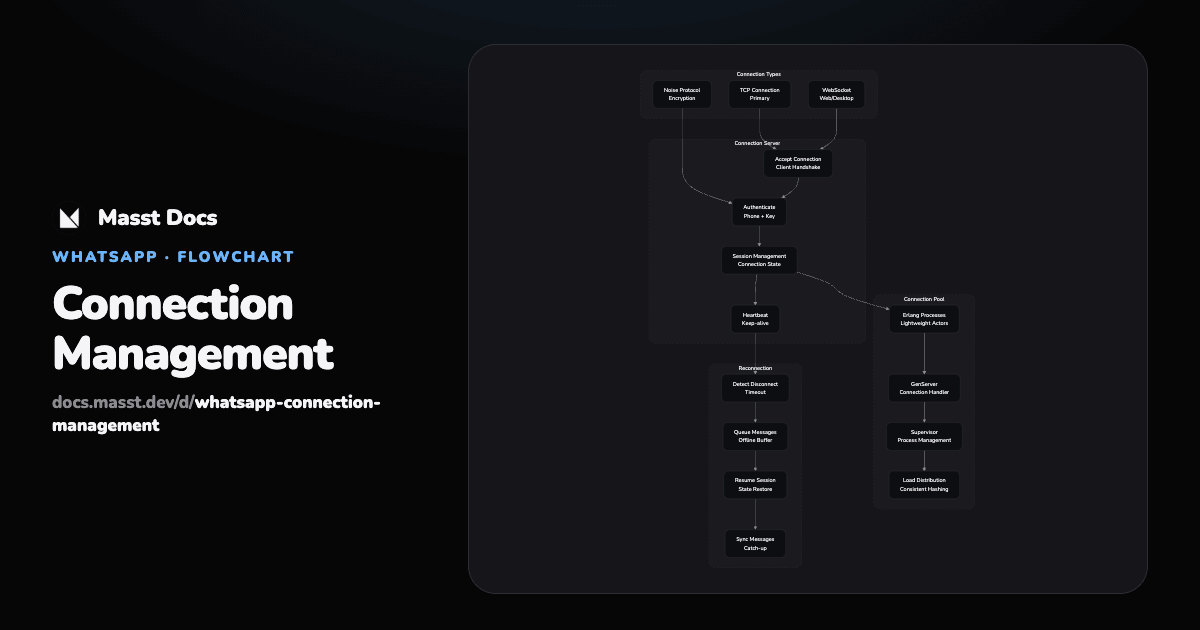 Masst Docs
WHATSAPP · FLOWCHART
Connection
Management
docs.masst.dev/d/whatsapp-connection-
management
Connection Types
Noise Protocol
Encryption
TCP Connection
Primary
WebSocket
Web/Desktop
Connection Server
Accept Connection
Client Handshake
Authenticate
Phone + Key
Session Management
Connection State
Heartbeat
Keep-alive
Connection Pool
Erlang Processes
Lightweight Actors
GenServer
Connection Handler
Supervisor
Process Management
Load Distribution
Consistent Hashing
Reconnection
Detect Disconnect
Timeout
Queue Messages
Offline Buffer
Resume Session
State Restore
Sync Messages
Catch-up